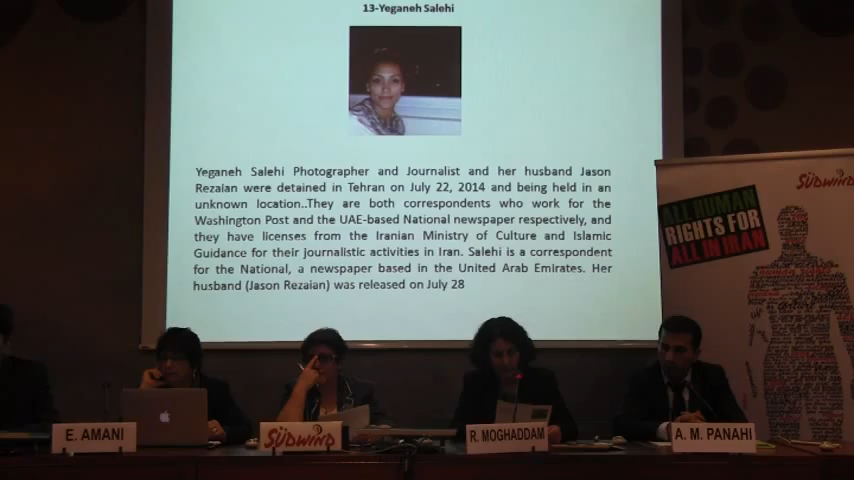 13-Yeganeh Salehi
Yeganeh Salehi Photographer and Journalist and her husband Jason
Rezaian were detained in Tehran on July 22, 2014 and being held in an
unknown location..They are both correspondents who work for the
Washington Post and the UAE-based National newspaper respectively, and
they have licenses from the Iranian Ministry of Culture and Islamic
Guidance for their journalistic activities in Iran. Salehi is a correspondent
for the National, a newspaper based in the United Arab Emirates. Her
husband (Jason Rezaian) was released on July 28
SÜDWIND
ALL HUMAN
RIGHTS FOR
ALL IN IRAN
E. AMANI
SÜDWIND
R. MOGHADDAM
A. M. PANAHI